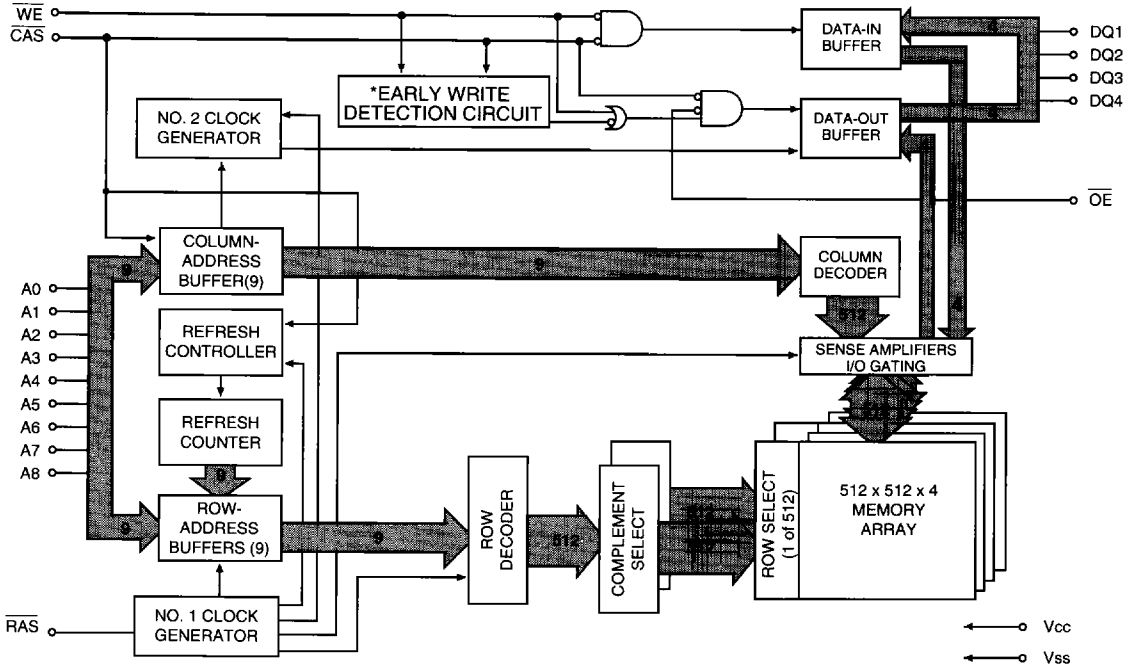 WE
CAS
*EARLY WRITE
DETECTION CIRCUIT
NO. 2 CLOCK
GENERATOR
DATA-IN
BUFFER
4
DQ1
DQ2
DQ3
DQ4
DATA-OUT
BUFFER
4
OE
COLUMN-
ADDRESS
BUFFER(9)
9
9
COLUMN
DECODER
512
4
A0
A1
A2
A3
A4
A5
A6
A7
A8
REFRESH
CONTROLLER
SENSE AMPLIFIERS
I/O GATING
REFRESH
COUNTER
9
9
ROW-
ADDRESS
BUFFERS (9)
9
ROW
DECODER
512
COMPLEMENT
SELECT
512
512
ROW SELECT
(1 of 512)
512 x 512 x 4
MEMORY
ARRAY
RAS
NO. 1 CLOCK
GENERATOR
Vcc
Vss